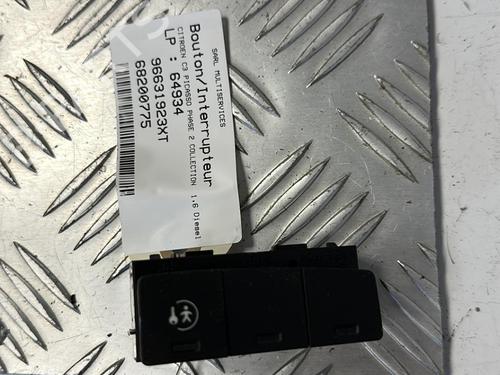 SARL MULTISERVICES
Bouton/Interrupteur
CITROEN C3 PICASSO PHASE 2 COLLECTION 1.6 Diesel
LP : 64934
96631923XT
68200775